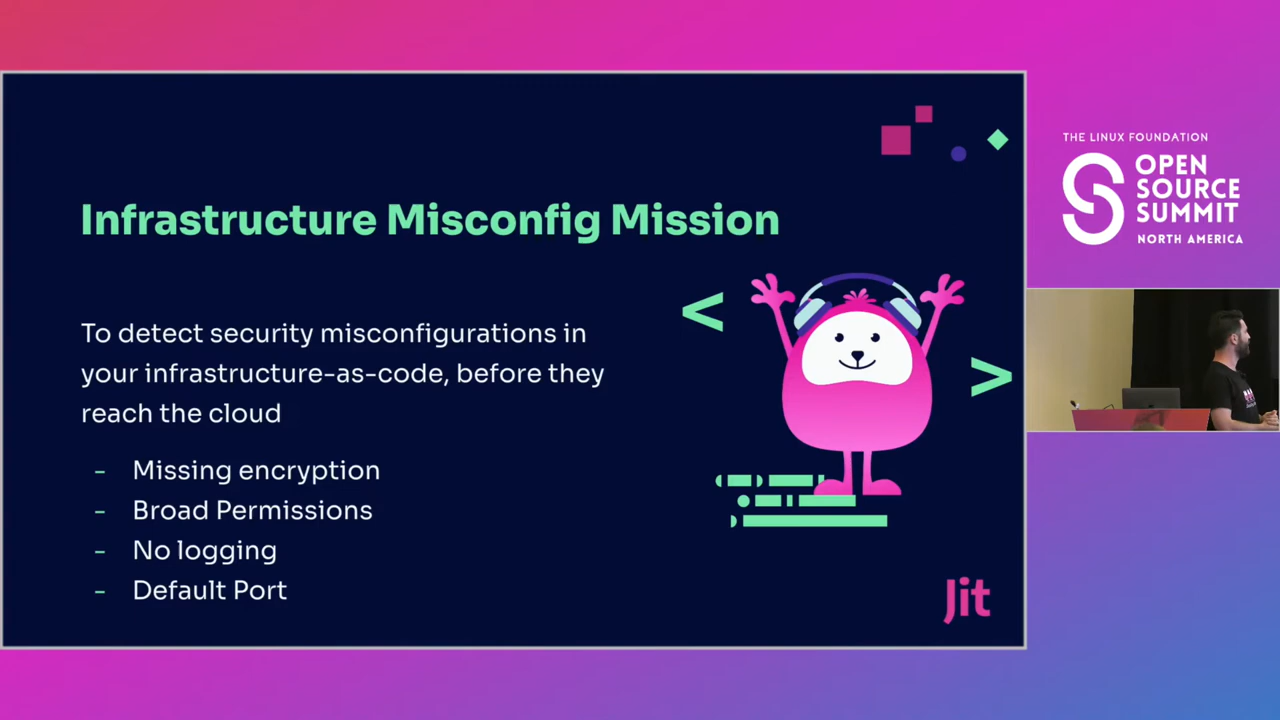 Infrastructure Misconfig Mission
To detect security misconfigurations in
your infrastructure-as-code, before they
reach the cloud
- Missing encryption
- Broad Permissions
- No logging
- Default Port
< >
Jit
THE LINUX FOUNDATION
OPEN
SOURCE
SUMMIT
NORTH AMERICA